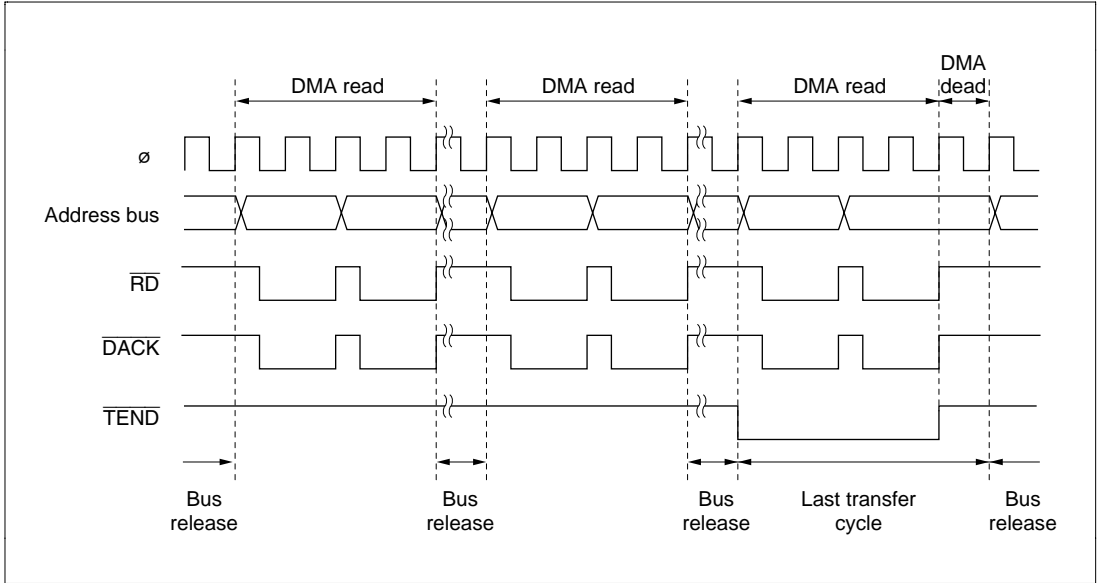 DMA read
DMA read
DMA read
DMA
dead
ø
Address bus
RD
DACK
TEND
Bus
release
Bus
release
Bus
release
Last transfer
cycle
Bus
release